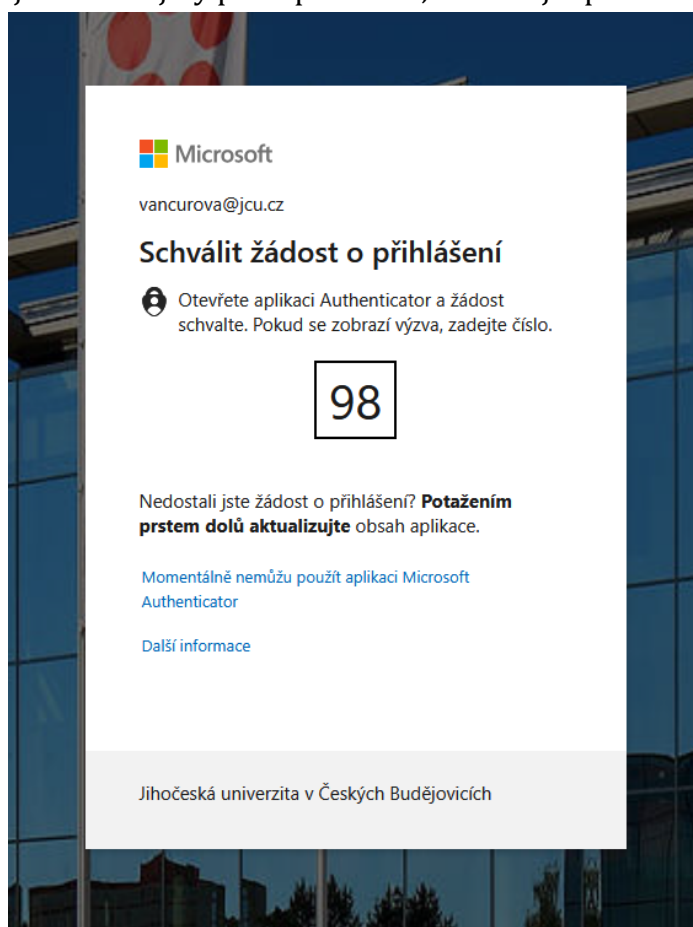 Microsoft
vancurova@jcu.cz
Schválit žádost o přihlášení
Otevřete aplikaci Authenticator a žádost
schvalte. Pokud se zobrazí výzva, zadejte číslo.
98
Nedostali jste žádost o přihlášení? Potažením
prstem dolů aktualizujte obsah aplikace.
Momentálně nemůžu použít aplikaci Microsoft
Authenticator
Další informace
Jihočeská univerzita v Českých Budějovicích